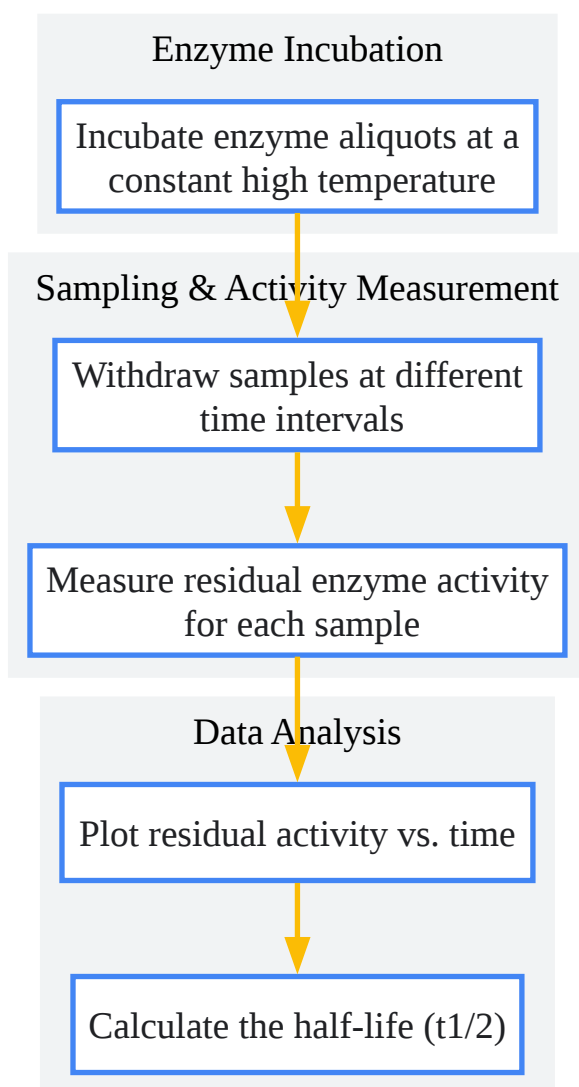 Enzyme Incubation
Incubate enzyme aliquots at a
constant high temperature
Sampling & Activity Measurement
Withdraw samples at different
time intervals
Measure residual enzyme activity
for each sample
Data Analysis
Plot residual activity vs. time
Calculate the half-life (t1/2)